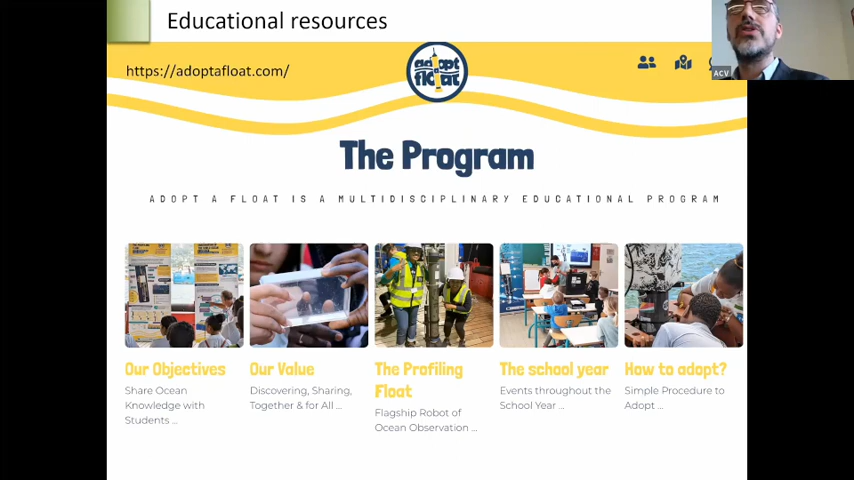 Educational resources
https://adoptafloat.com/
adopt
float
ACV
The Program
ADOPT A FLOAT IS A MULTIDISCIPLINARY EDUCATIONAL PROGRAM
Our Objectives
Share Ocean
Knowledge with
Students ...
Our Value
Discovering, Sharing,
Together & for All ...
The Profiling
Float
Flagship Robot of
Ocean Observation ...
The school year
Events throughout the
School Year ...
How to adopt?
Simple Procedure to
Adopt ...